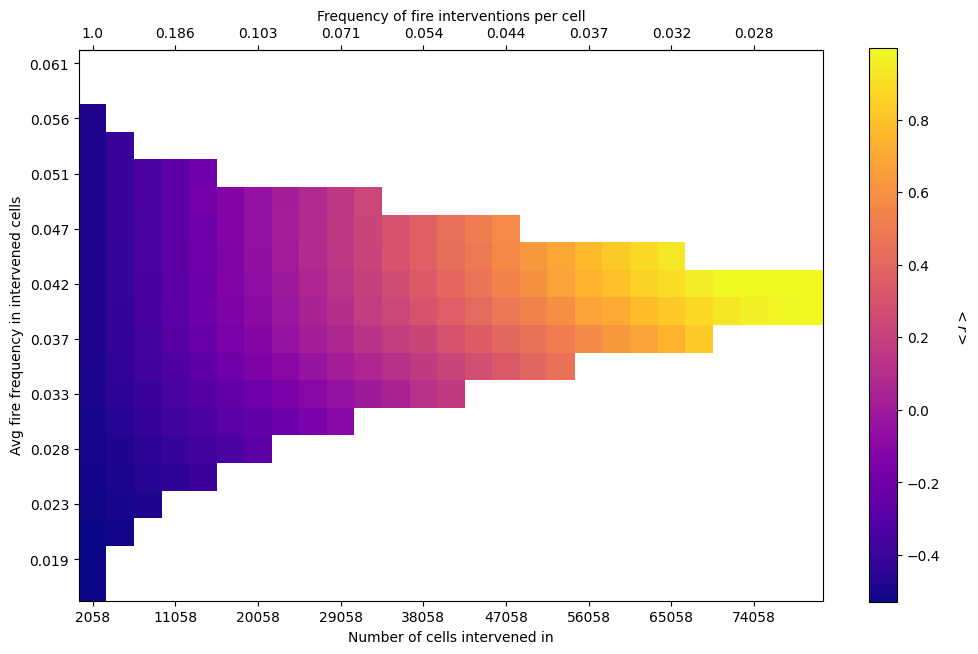 Frequency of fire interventions per cell
1.0 0.186 0.103 0.071 0.054 0.044 0.037 0.032 0.028
0.061
0.056
0.051
0.047
0.042
0.037
0.033
0.028
0.023
0.019
Avg fire frequency in intervened cells
2058 11058 20058 29058 38058 47058 56058 65058 74058
Number of cells intervened in
0.8
0.6
0.4
0.2
0.0
−0.2
−0.4
< r >